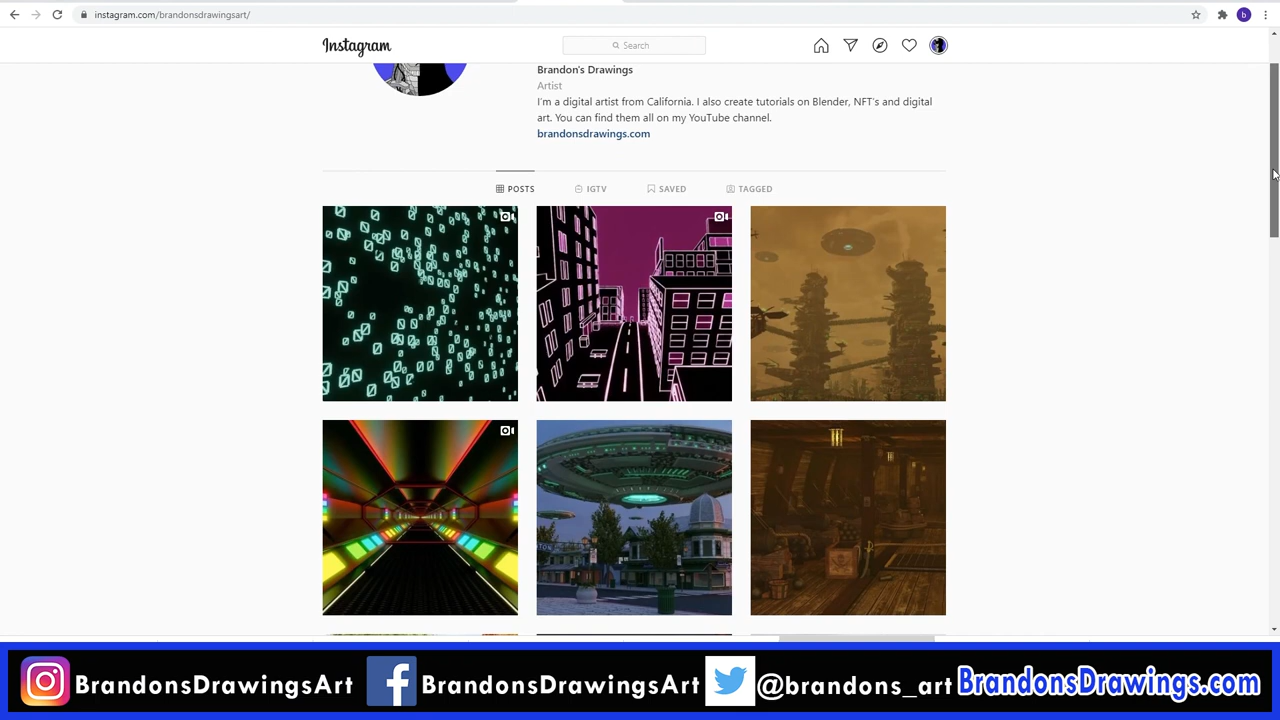 instagram.com/brandonsdrawingsart/
b
Instagram
Search
Brandon's Drawings
Artist
I'm a digital artist from California. I also create tutorials on Blender, NFT's and digital
art. You can find them all on my YouTube channel.
brandonsdrawings.com
POSTS
IGTV
SAVED
TAGGED
BrandonsDrawingsArt
BrandonsDrawingsArt
@brandons_art
BrandonsDrawings.com